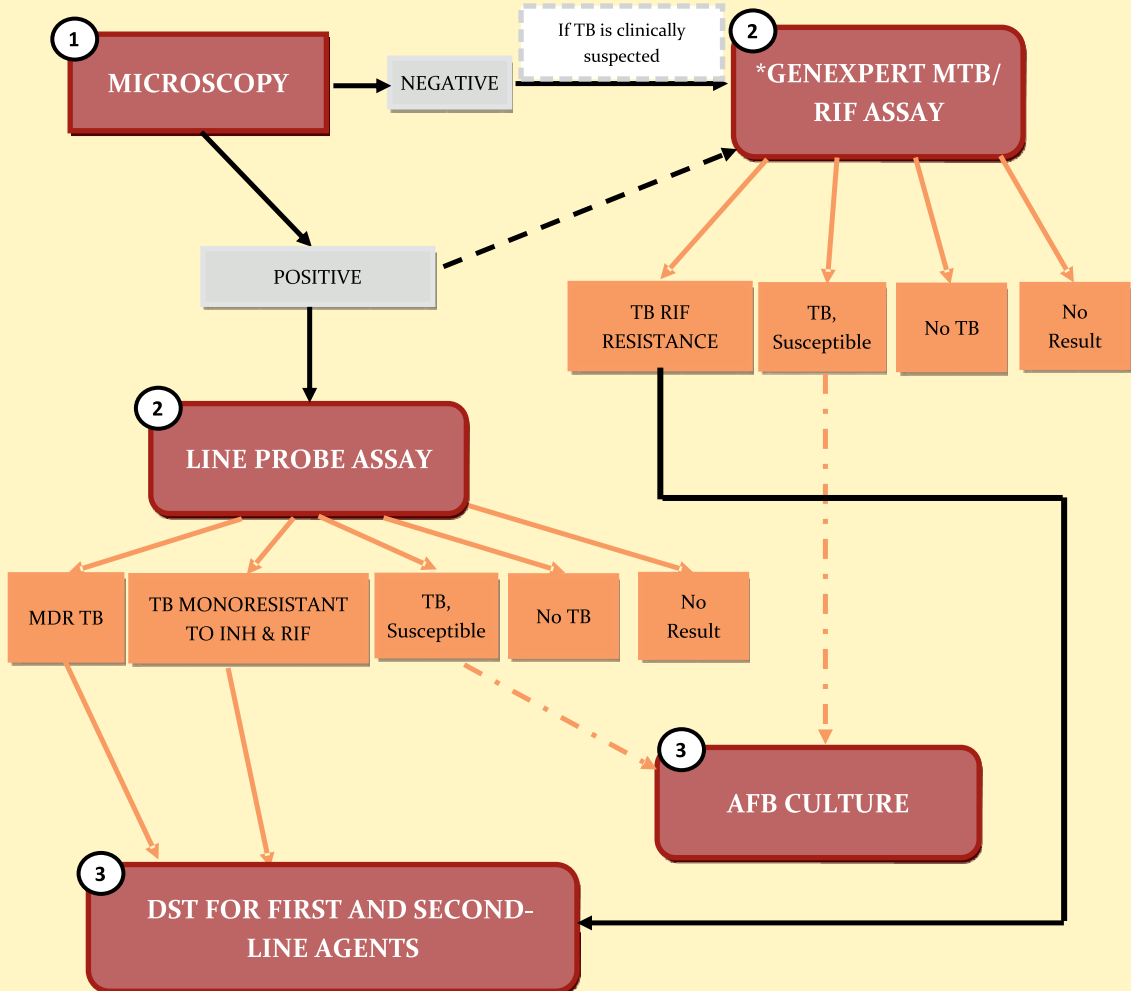 1
MICROSCOPY
NEGATIVE
If TB is clinically
suspected
2
*GENEXPERT MTB/
RIF ASSAY
POSITIVE
TB RIF
RESISTANCE
TB,
Susceptible
No TB
No
Result
2
LINE PROBE ASSAY
MDR TB
TB MONORESISTANT
TO INH & RIF
TB,
Susceptible
No TB
No
Result
3
AFB CULTURE
3
DST FOR FIRST AND SECOND-
LINE AGENTS